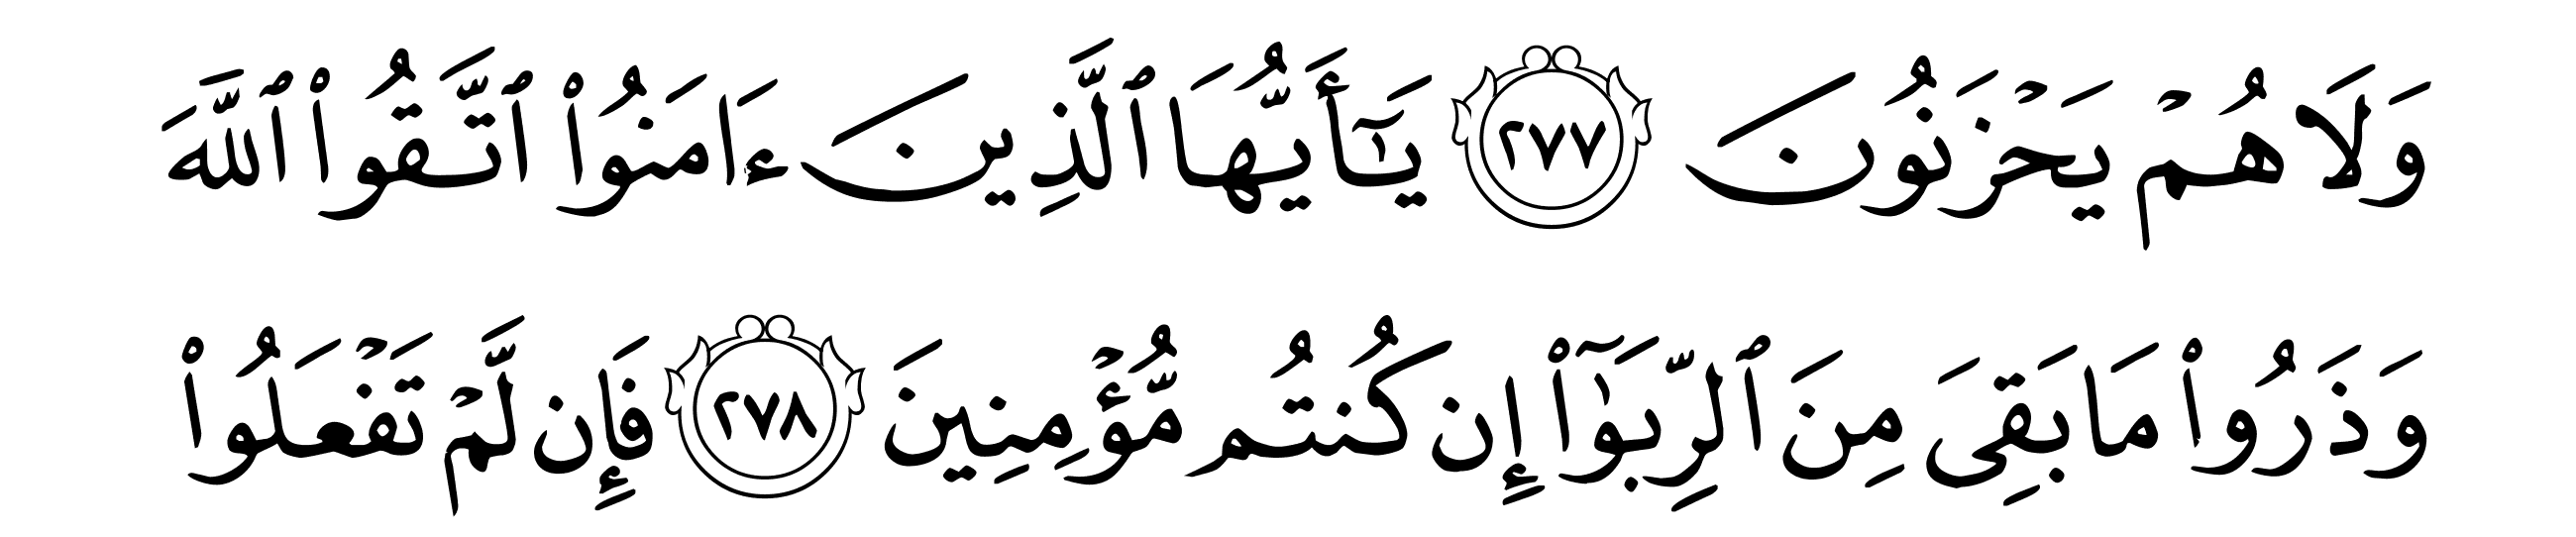 وَلَا هُمۡ يَحۡزَنُونَ ٢٧٧ يَٰٓأَيُّهَا ٱلَّذِينَ ءَامَنُواْ ٱتَّقُواْ ٱللَّهَ
وَذَرُواْ مَا بَقِيَ مِنَ ٱلرِّبَوٰٓاْ إِن كُنتُم مُّؤۡمِنِينَ ٢٧٨ فَإِن لَّمۡ تَفۡعَلُواْ